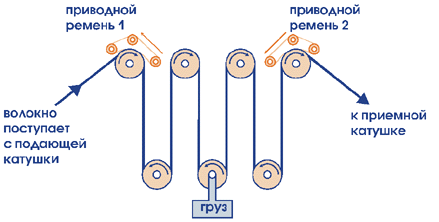 приводной
ремень 1
приводной
ремень 2
волокно
поступает
с подающей
катушки
к приемной
катушке
груз